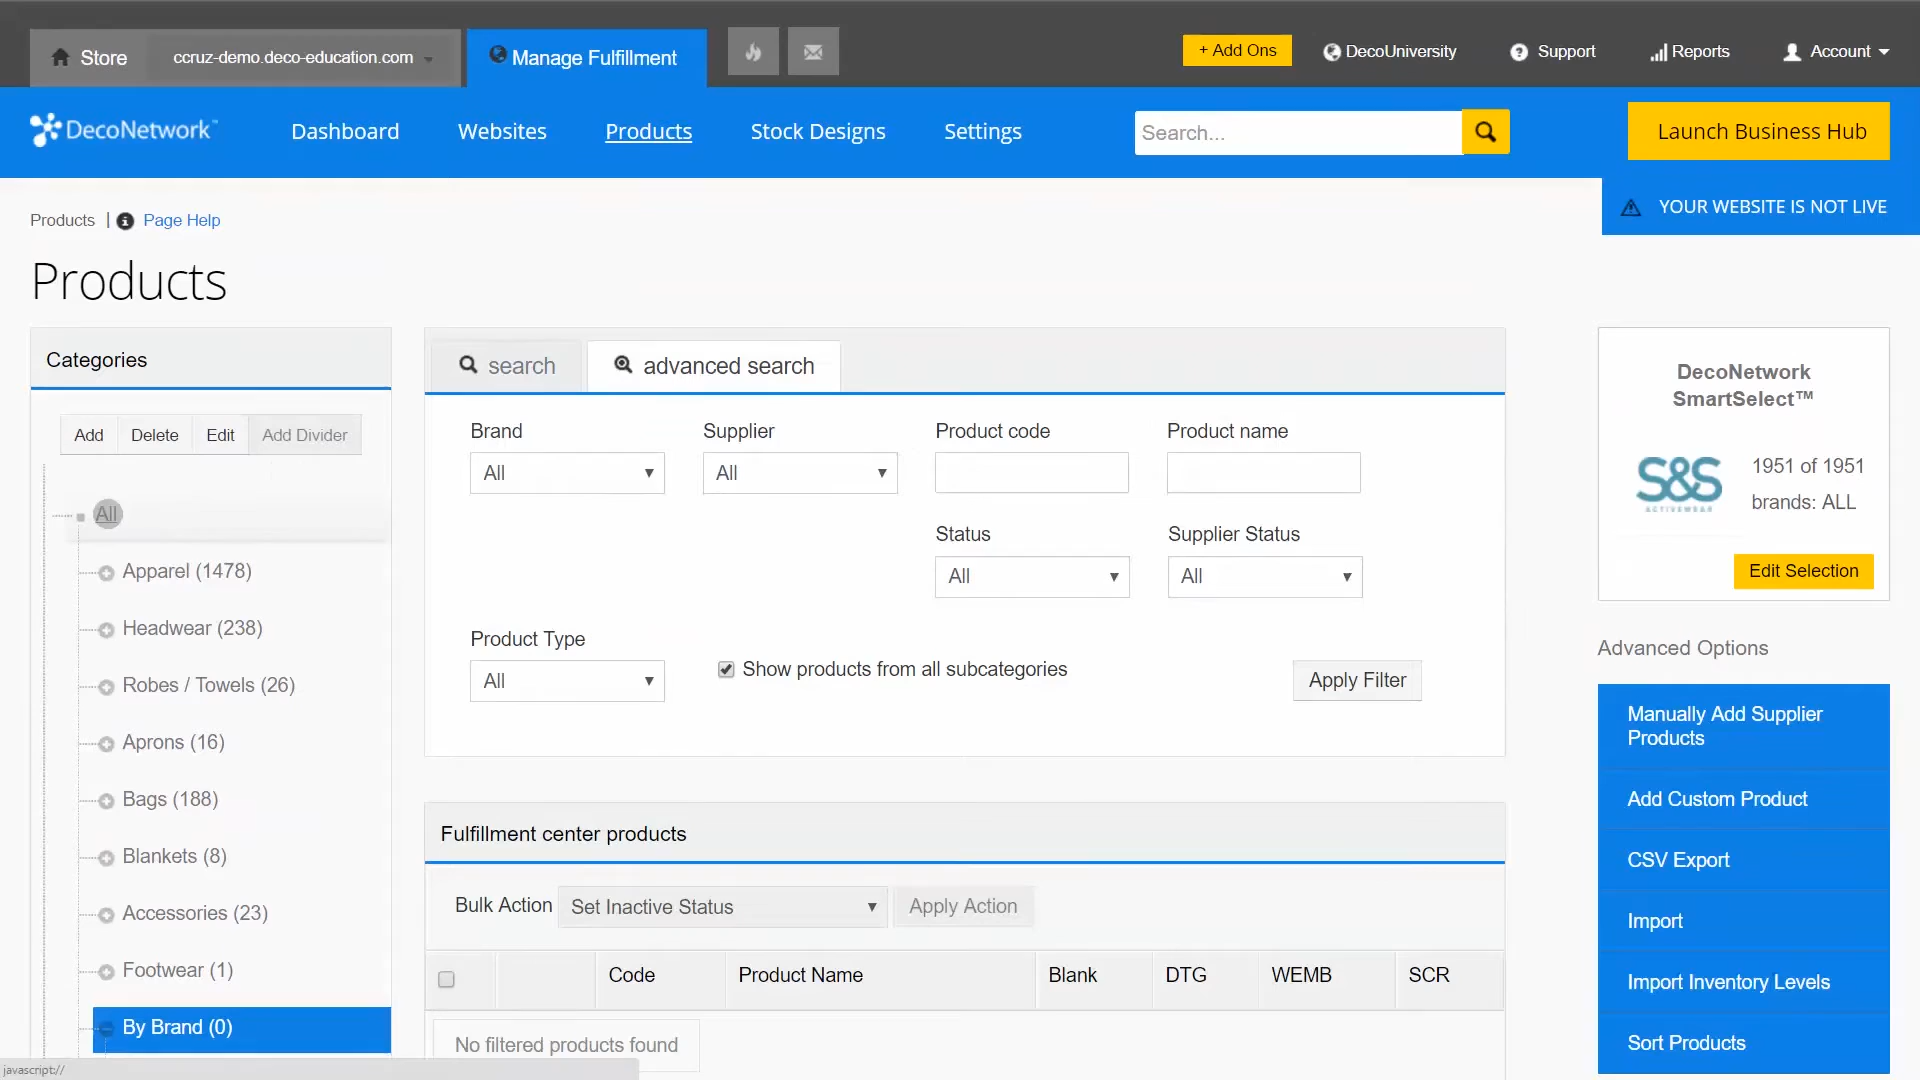 Store
ccruz-demo.deco-education.com
Manage Fulfillment
+ Add Ons
DecoUniversity
Support
Reports
Account
DecoNetwork™
Dashboard
Websites
Products
Stock Designs
Settings
Search...
Launch Business Hub
YOUR WEBSITE IS NOT LIVE
Products | Page Help
Products
Categories
Add
Delete
Edit
Add Divider
All
Apparel (1478)
Headwear (238)
Robes / Towels (26)
Aprons (16)
Bags (188)
Blankets (8)
Accessories (23)
Footwear (1)
By Brand (0)
search
advanced search
Brand
Supplier
Product code
Product name
All
All
Status
Supplier Status
All
All
Product Type
All
Show products from all subcategories
Apply Filter
Fulfillment center products
Bulk Action
Set Inactive Status
Apply Action
Code
Product Name
Blank
DTG
WEMB
SCR
No filtered products found
DecoNetwork
SmartSelect™
S&S
ACTIVEWEAR
1951 of 1951
brands: ALL
Edit Selection
Advanced Options
Manually Add Supplier
Products
Add Custom Product
CSV Export
Import
Import Inventory Levels
Sort Products
javascript://